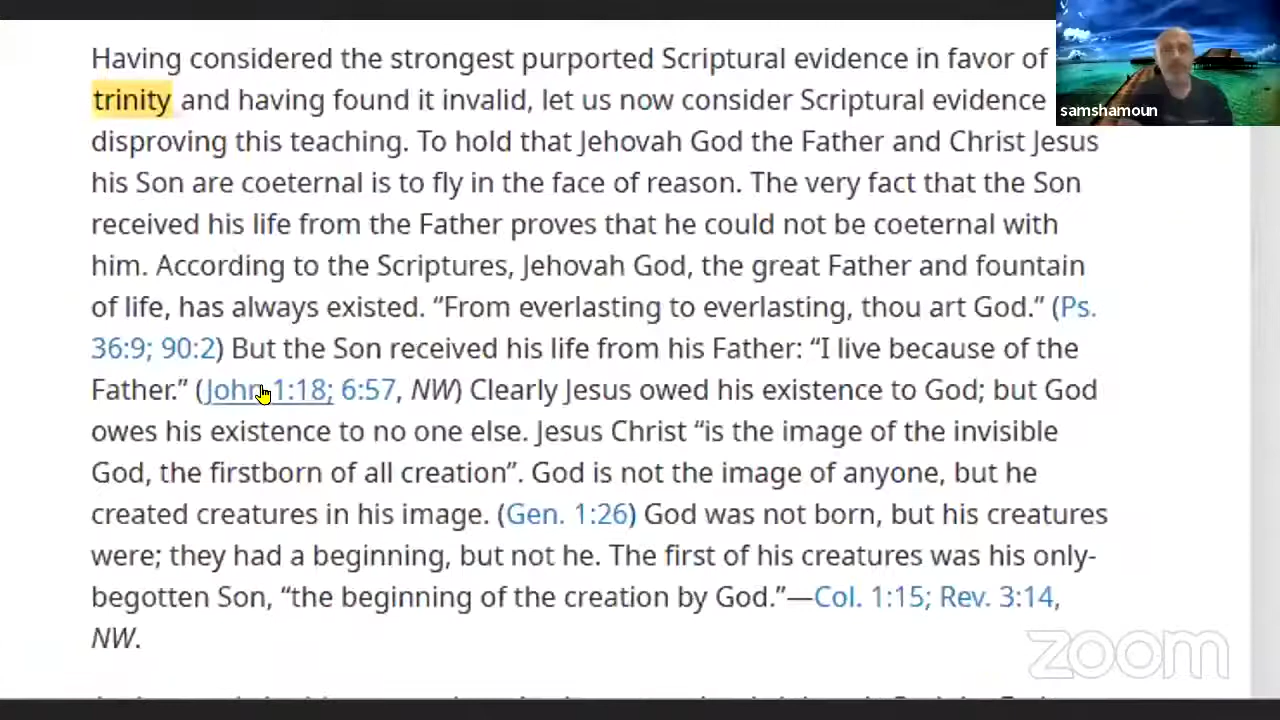 Having considered the strongest purported Scriptural evidence in favor of
trinity and having found it invalid, let us now consider Scriptural evidence
disproving this teaching. To hold that Jehovah God the Father and Christ Jesus
his Son are coeternal is to fly in the face of reason. The very fact that the Son
received his life from the Father proves that he could not be coeternal with
him. According to the Scriptures, Jehovah God, the great Father and fountain
of life, has always existed. “From everlasting to everlasting, thou art God.” (Ps.
36:9; 90:2) But the Son received his life from his Father: “I live because of the
Father.” (John 1:18; 6:57, NW) Clearly Jesus owed his existence to God; but God
owes his existence to no one else. Jesus Christ “is the image of the invisible
God, the firstborn of all creation”. God is not the image of anyone, but he
created creatures in his image. (Gen. 1:26) God was not born, but his creatures
were; they had a beginning, but not he. The first of his creatures was his only-
begotten Son, “the beginning of the creation by God.”—Col. 1:15; Rev. 3:14,
NW.
samshamoun
zoom